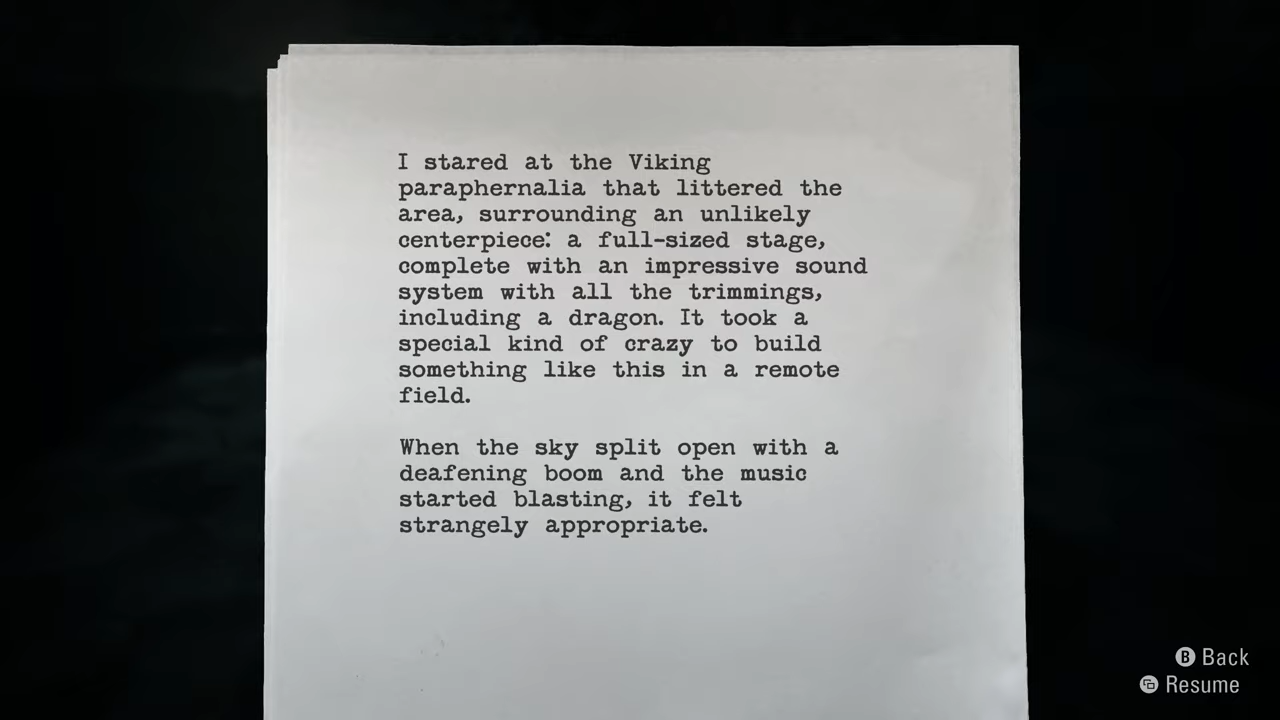 I stared at the Viking
paraphernalia that littered the
area, surrounding an unlikely
centerpiece: a full-sized stage,
complete with an impressive sound
system with all the trimmings,
including a dragon. It took a
special kind of crazy to build
something like this in a remote
field.
When the sky split open with a
deafening boom and the music
started blasting, it felt
strangely appropriate.
B Back
Resume